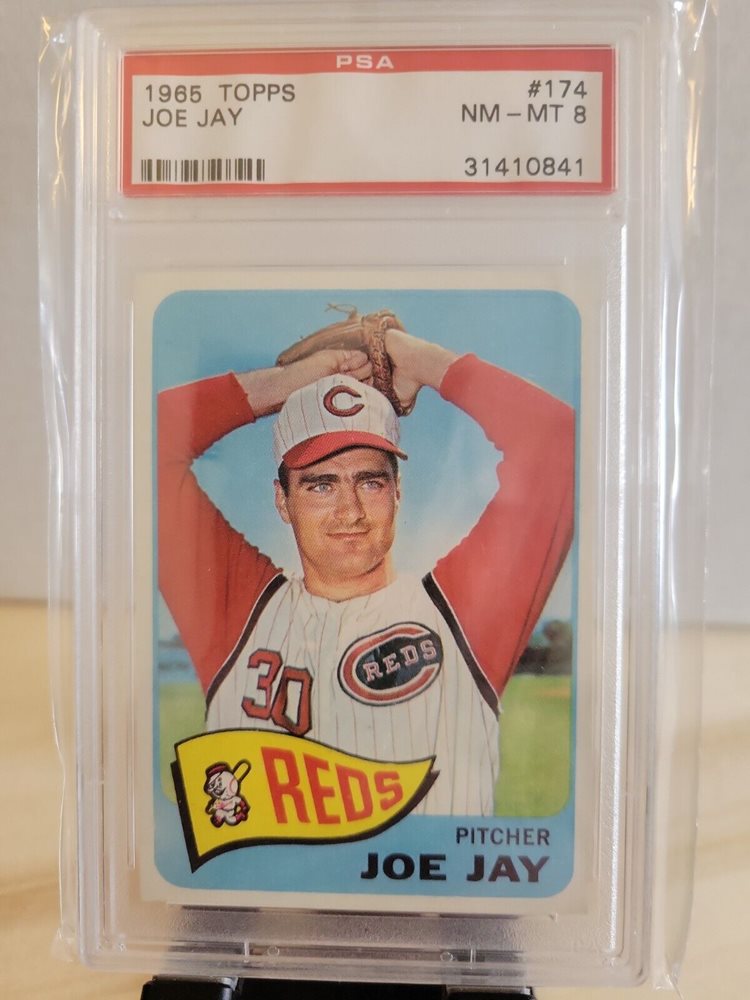 PSA
1965 TOPPS #174
JOE JAY NM - MT 8
31410841
C
REDS
30
REDS
PITCHER
JOE JAY